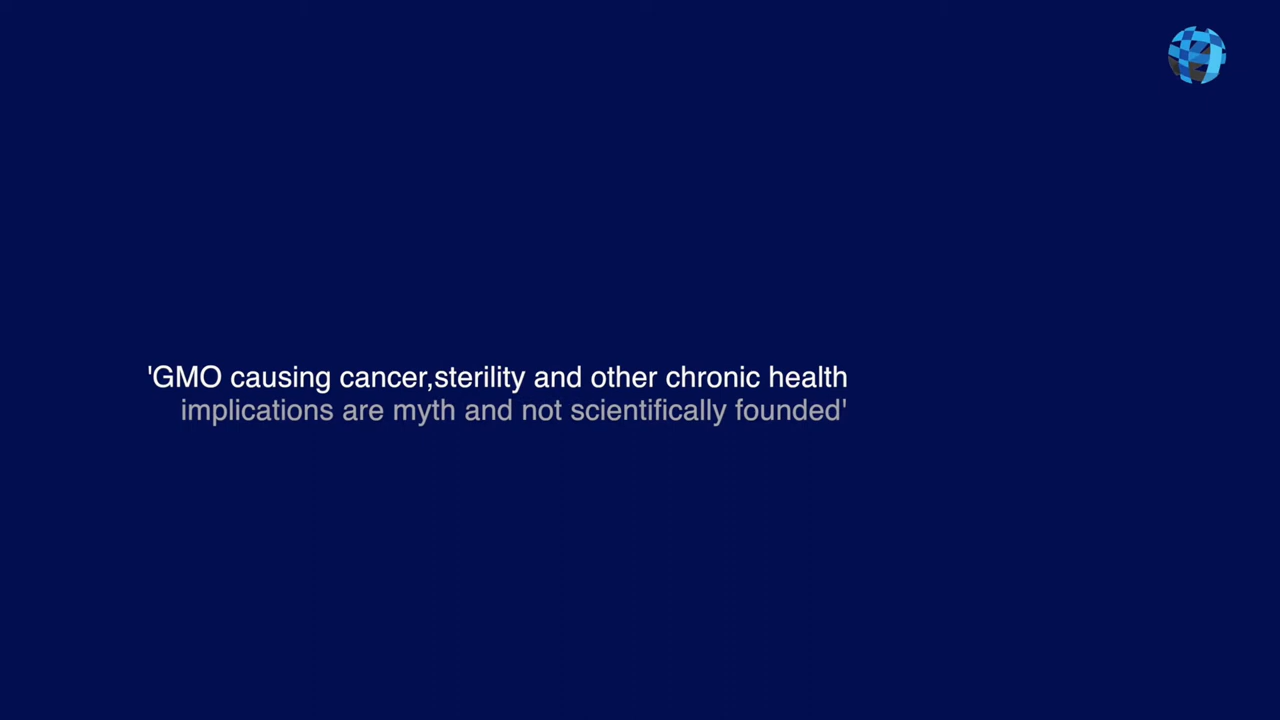 'GMO causing cancer,sterility and other chronic health
implications are myth and not scientifically founded'